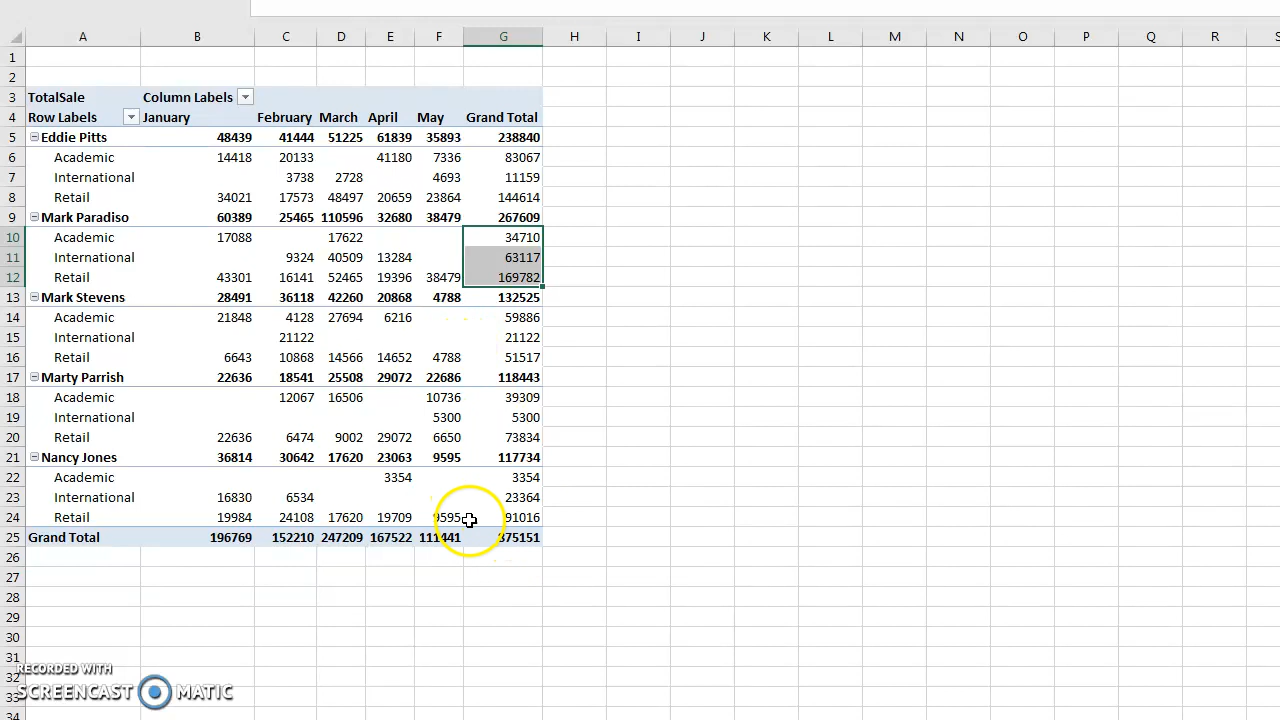 A B C D E F G H I J K L M N O P Q R S
1
2
3 TotalSale Column Labels
4 Row Labels January February March April May Grand Total
5 Eddie Pitts 48439 41444 51225 61839 35893 238840
6 Academic 14418 20133 41180 7336 83067
7 International 3738 2728 4693 11159
8 Retail 34021 17573 48497 20659 23864 144614
9 Mark Paradiso 60389 25465 110596 32680 38479 267609
10 Academic 17088 17622 34710
11 International 9324 40509 13284 63117
12 Retail 43301 16141 52465 19396 38479 169782
13 Mark Stevens 28491 36118 42260 20868 4788 132525
14 Academic 21848 4128 27694 6216 59886
15 International 21122 21122
16 Retail 6643 10868 14566 14652 4788 51517
17 Marty Parrish 22636 18541 25508 29072 22686 118443
18 Academic 12067 16506 10736 39309
19 International 5300 5300
20 Retail 22636 6474 9002 29072 6650 73834
21 Nancy Jones 36814 30642 17620 23063 9595 117734
22 Academic 3354 3354
23 International 16830 6534 23364
24 Retail 19984 24108 17620 19709 9595 91016
25 Grand Total 196769 152210 247209 167522 111441 875151
26
27
28
29
30
31
32
33
34
RECORDED WITH
SCREENCAST MATIC